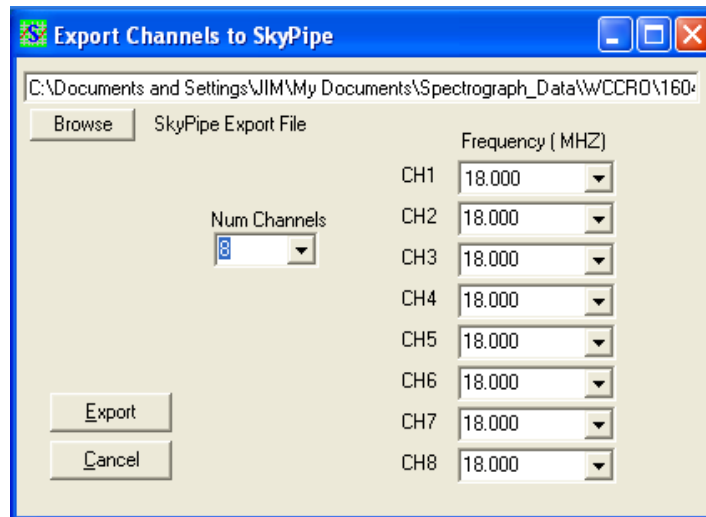 Export Channels to SkyPipe
C:\Documents and Settings\JIM\My Documents\Spectrograph_Data\WCCRO\1604
Browse SkyPipe Export File
Frequency ( MHZ)
Num Channels
8
CH1 18.000
CH2 18.000
CH3 18.000
CH4 18.000
CH5 18.000
CH6 18.000
CH7 18.000
CH8 18.000
Export
Cancel